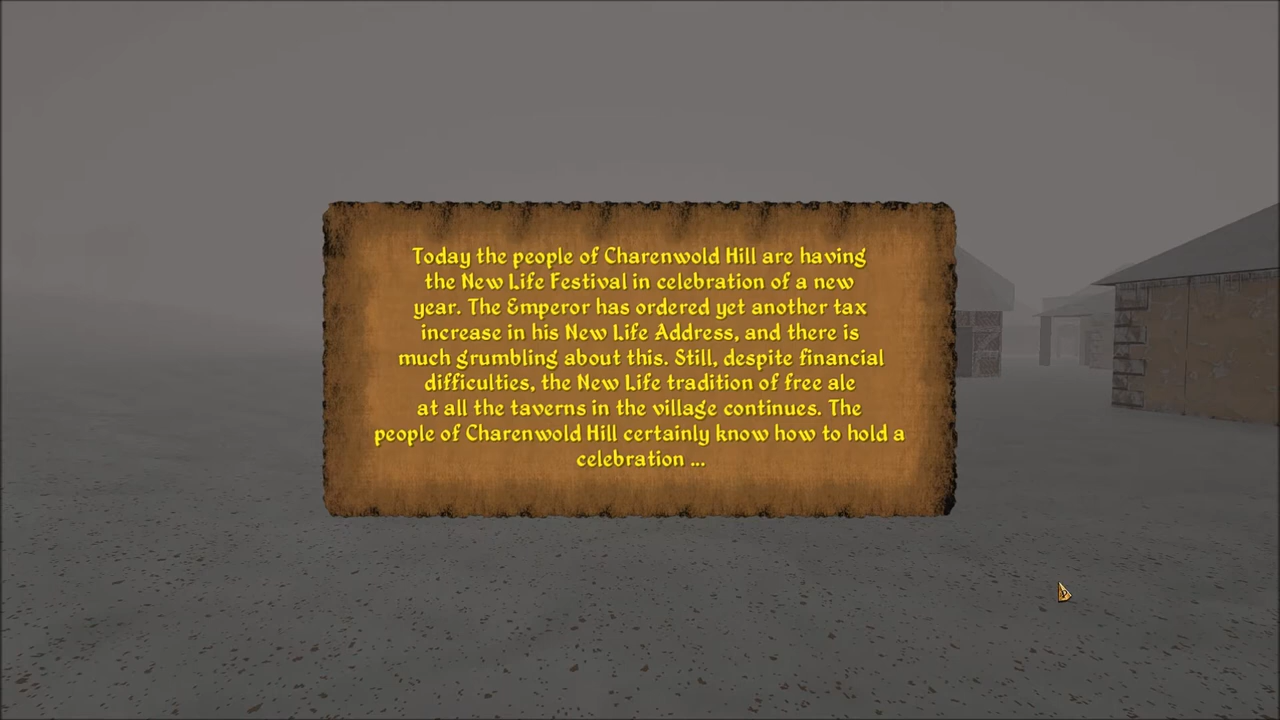 Today the people of Charenwold Hill are having
the New Life Festival in celebration of a new
year. The Emperor has ordered yet another tax
increase in his New Life Address, and there is
much grumbling about this. Still, despite financial
difficulties, the New Life tradition of free ale
at all the taverns in the village continues. The
people of Charenwold Hill certainly know how to hold a
celebration ...